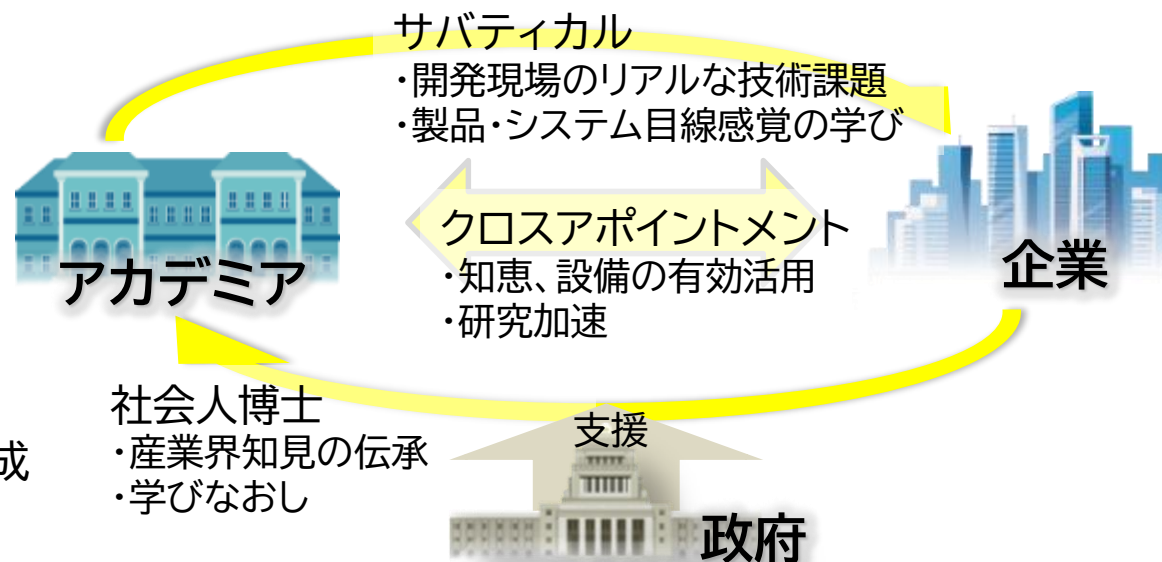 サバティカル
・開発現場のリアルな技術課題
・製品・システム目線感覚の学び
クロスアポイントメント
・知恵、設備の有効活用
・研究加速
アカデミア
企業
社会人博士
・産業界知見の伝承
・学びなおし
成
支援
政府